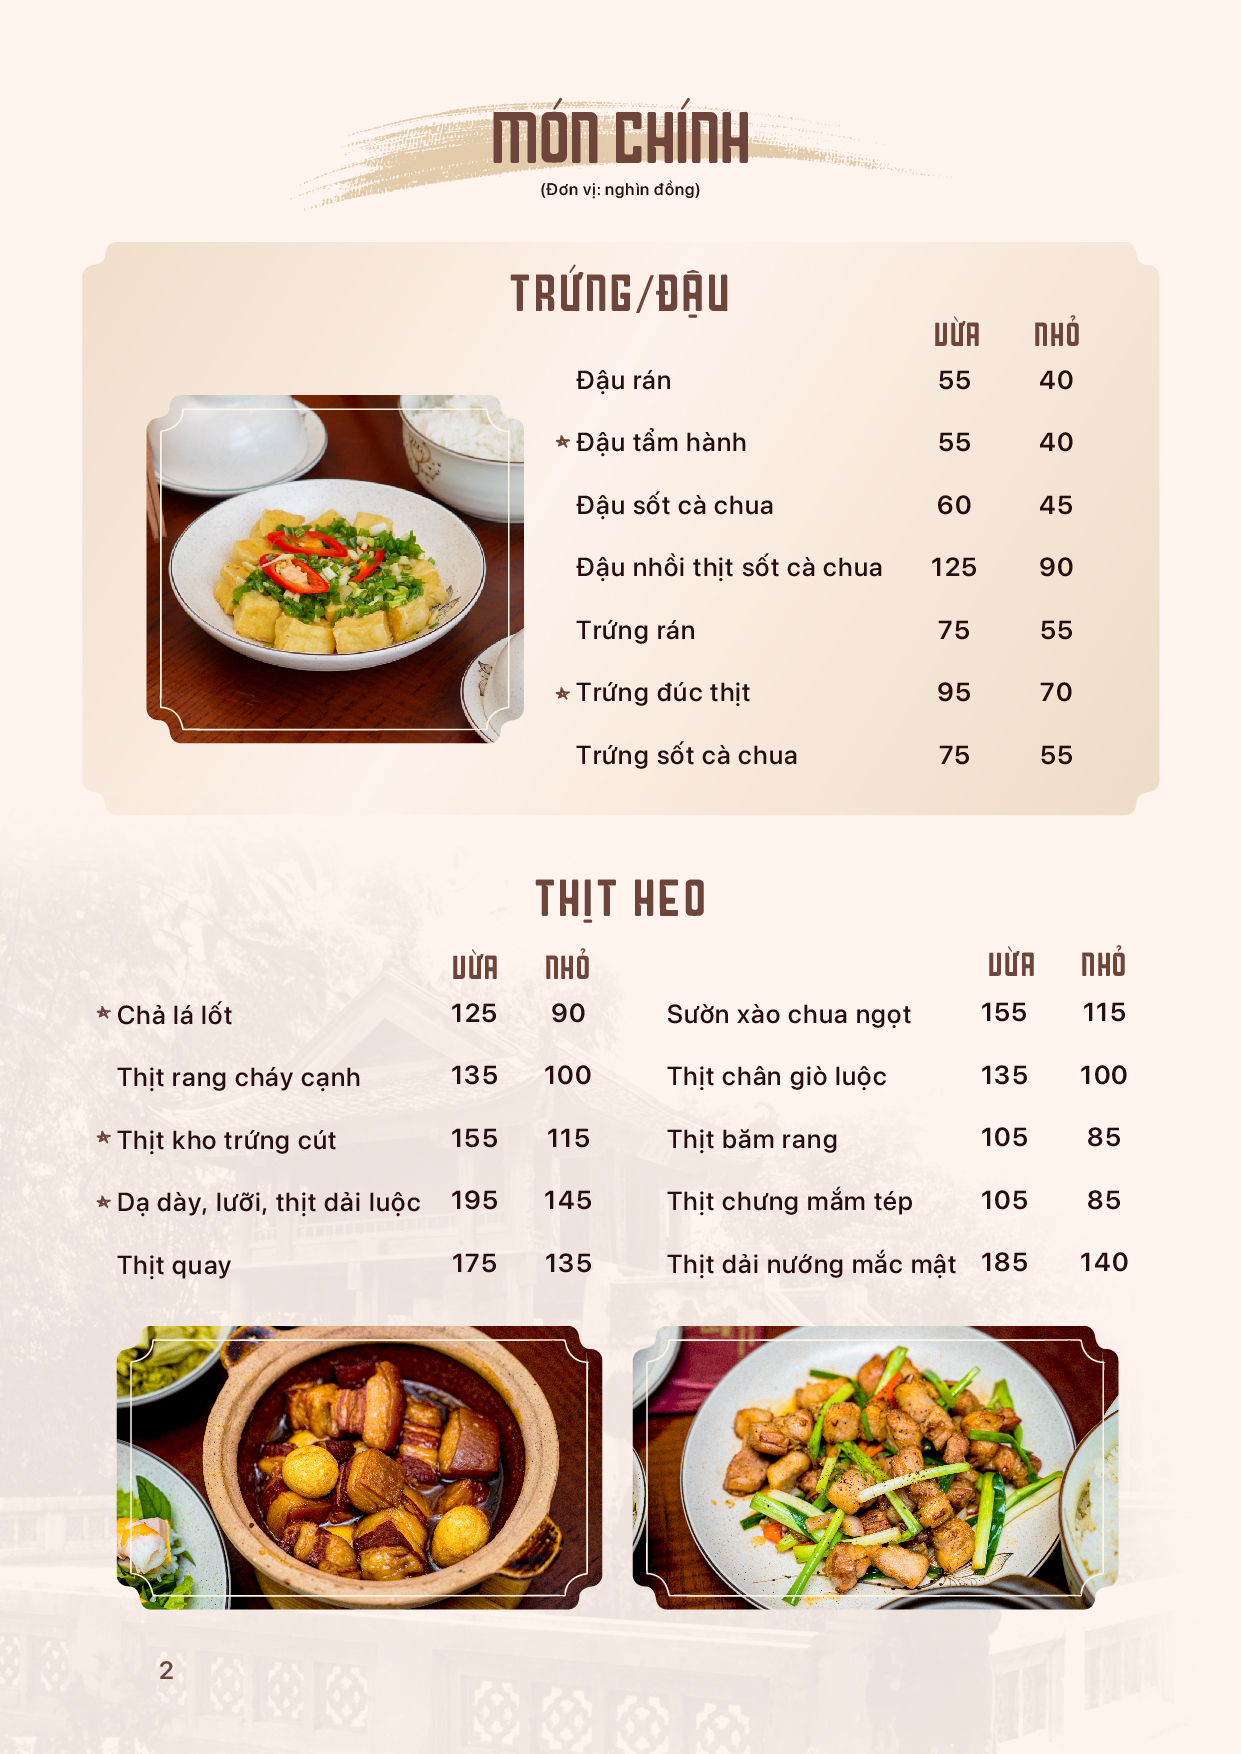 MÓN CHÍNH
(Đơn vị: nghìn đồng)
TRỨNG/ĐẬU
VỪA NHỎ
Đậu rán 55 40
Đậu tẩm hành 55 40
Đậu sốt cà chua 60 45
Đậu nhồi thịt sốt cà chua 125 90
Trứng rán 75 55
Trứng đúc thịt 95 70
Trứng sốt cà chua 75 55
THỊT HEO
VỪA NHỎ
Chả lá lốt 125 90
Thịt rang cháy cạnh 135 100
Thịt kho trứng cút 155 115
Dạ dày, lưỡi, thịt dải luộc 195 145
Thịt quay 175 135
VỪA NHỎ
Sườn xào chua ngọt 155 115
Thịt chân giò luộc 135 100
Thịt băm rang 105 85
Thịt chưng mắm tép 105 85
Thịt dải nướng mắc mật 185 140
2